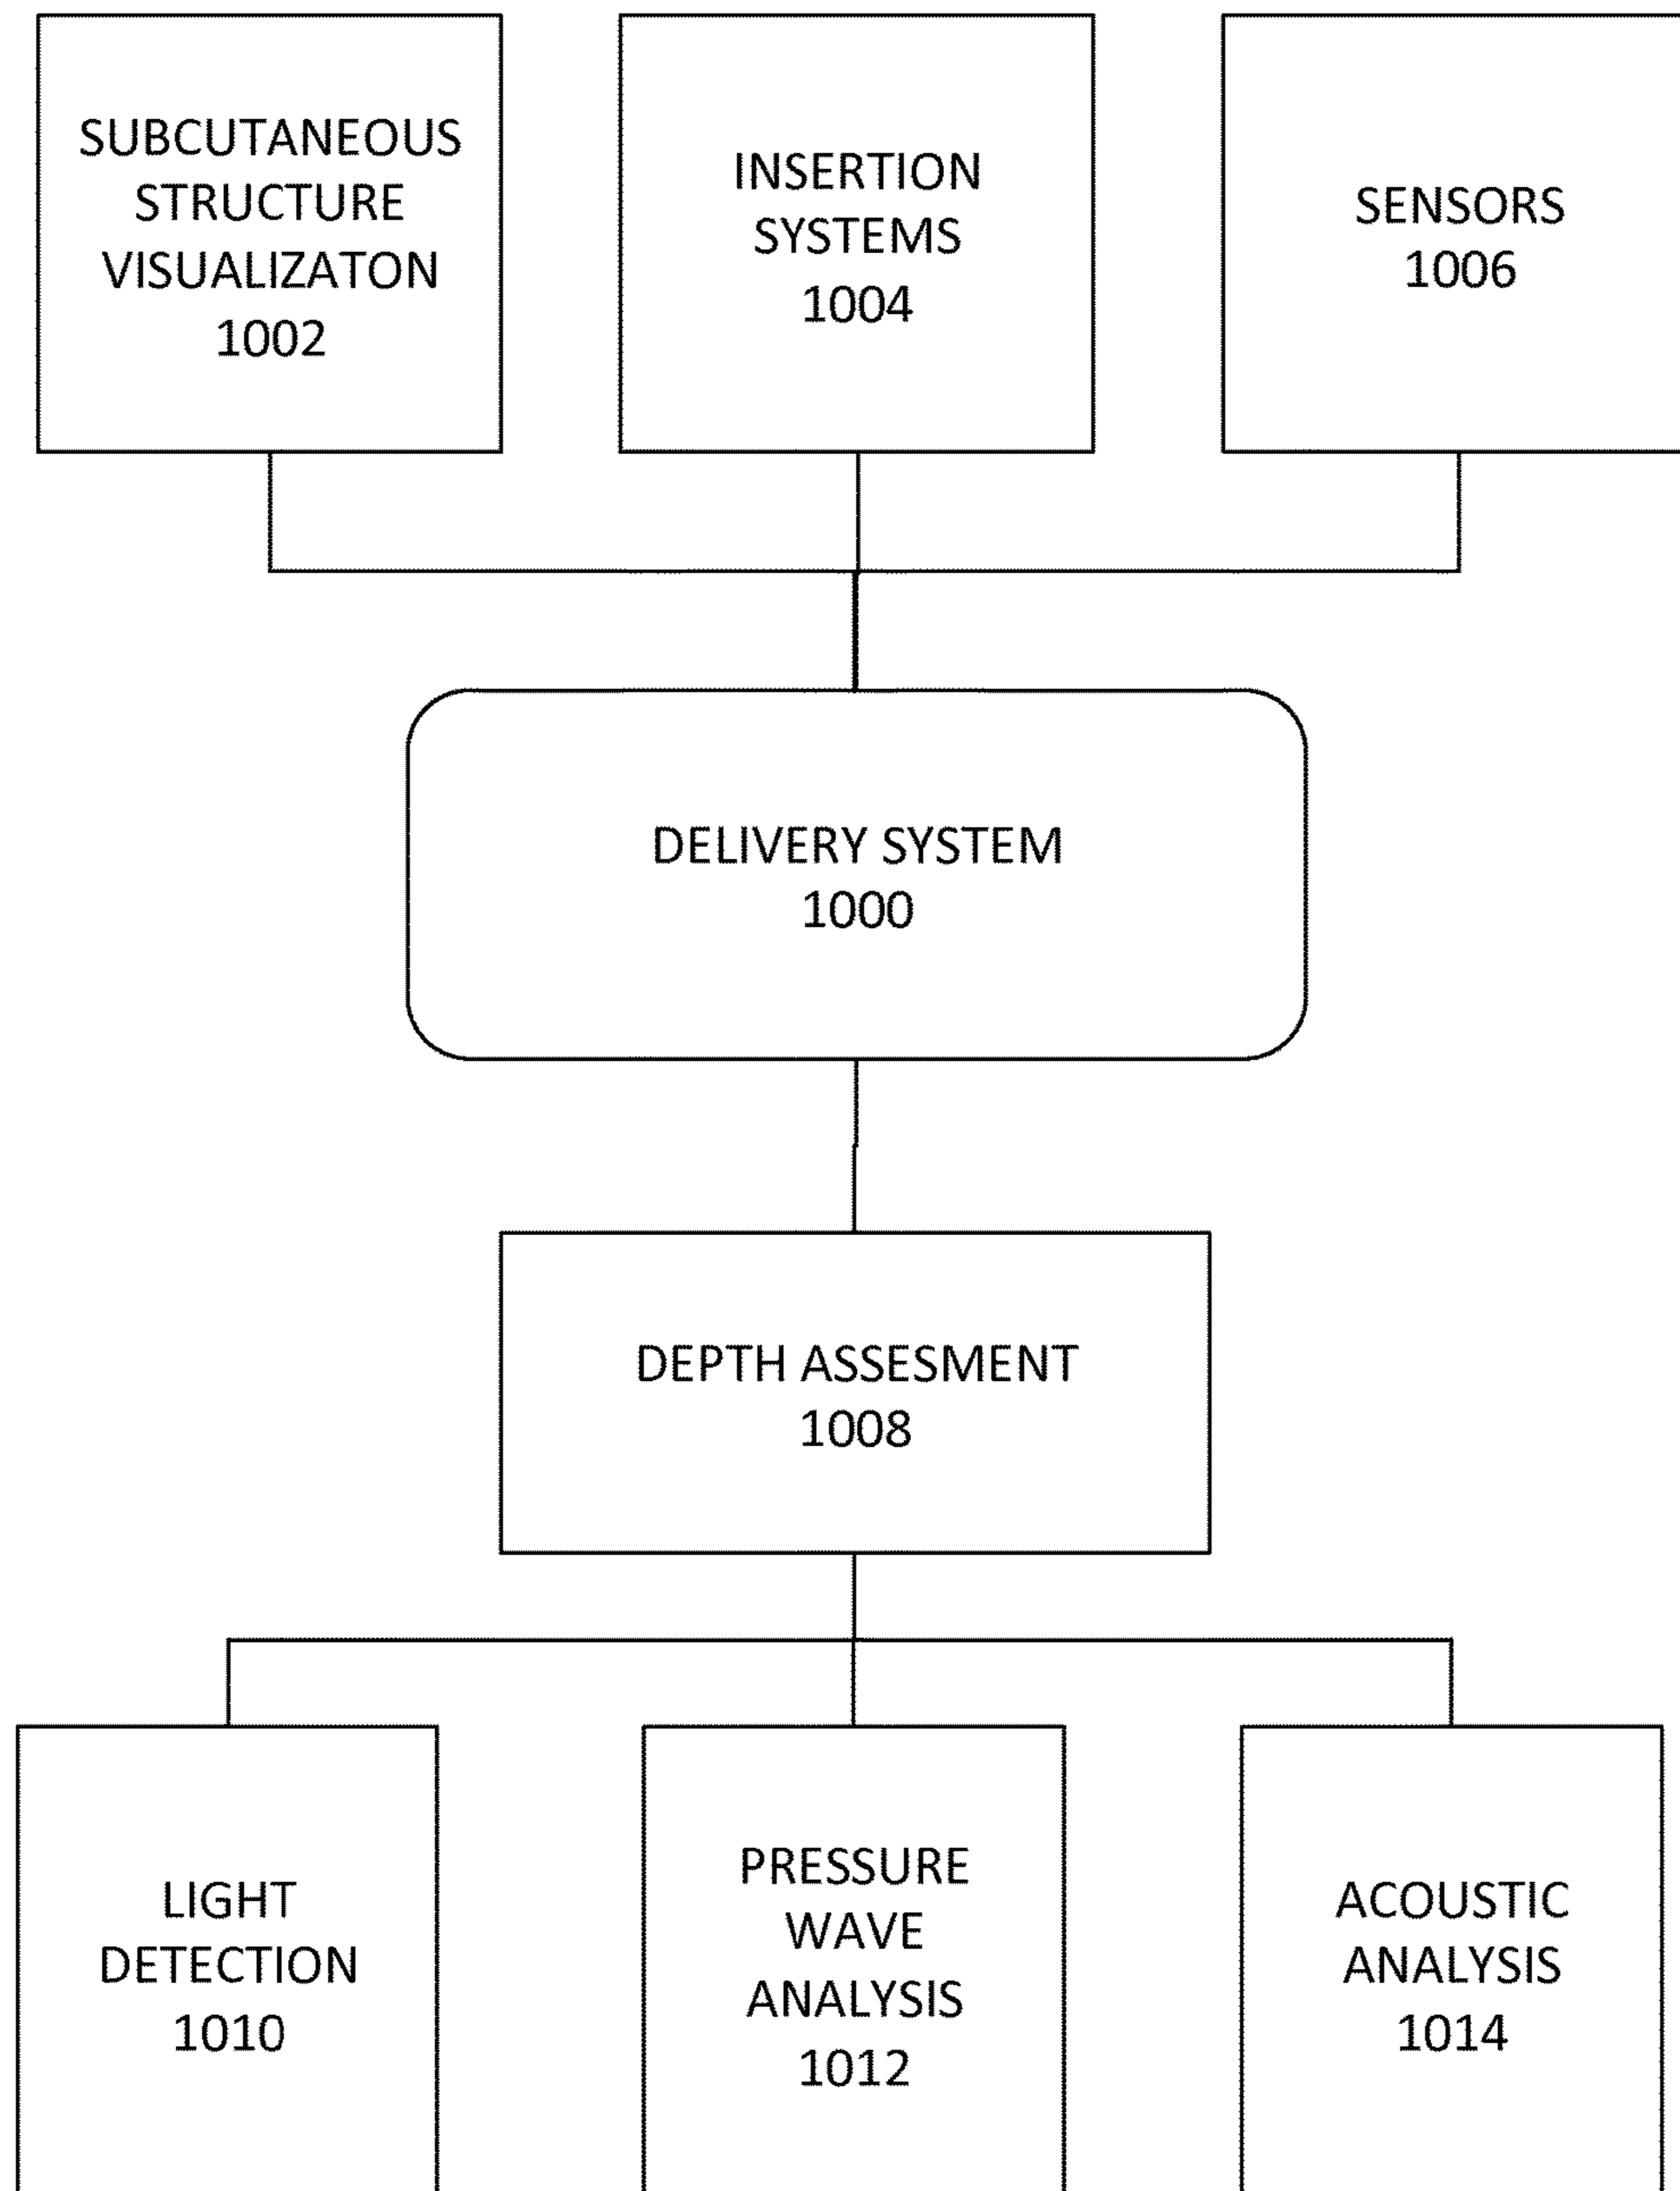 SUBCUTANEOUS
STRUCTURE
VISUALIZATON
1002
INSERTION
SYSTEMS
1004
SENSORS
1006
DELIVERY SYSTEM
1000
DEPTH ASSESMENT
1008
LIGHT
DETECTION
1010
PRESSURE
WAVE
ANALYSIS
1012
ACOUSTIC
ANALYSIS
1014